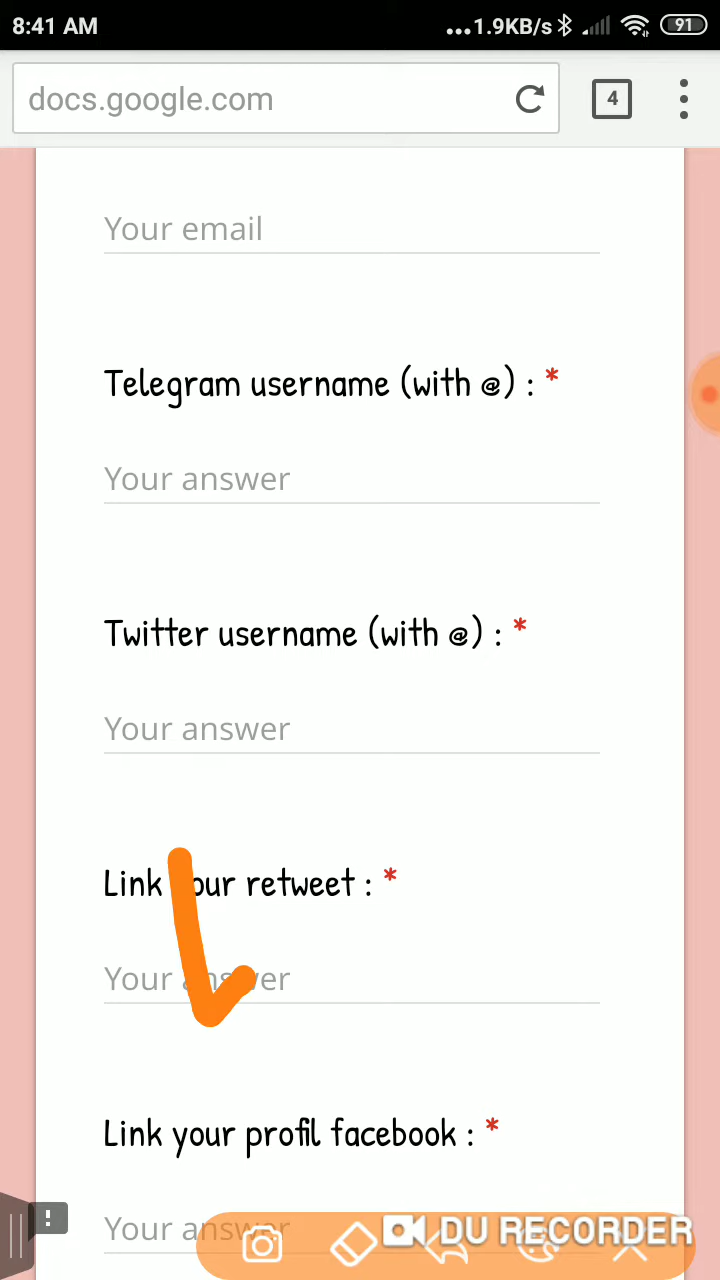 8:41 AM
...1.9KB/s
91
docs.google.com
4
Your email
Telegram username (with @) : *
Your answer
Twitter username (with @) : *
Your answer
Link your retweet : *
Your answer
Link your profil facebook : *
Your answer
!
DU RECORDER